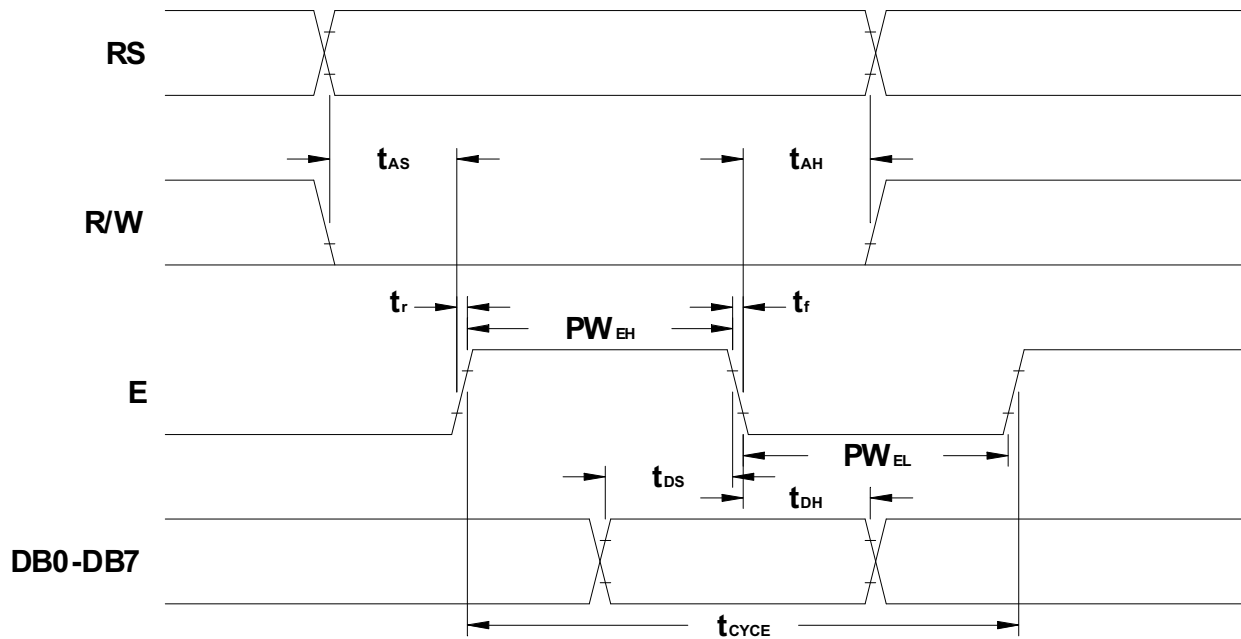 RS
tAS
tAH
R/W
tr
tf
PWEH
E
PWEL
tDS
tDH
DB0-DB7
tCYCE